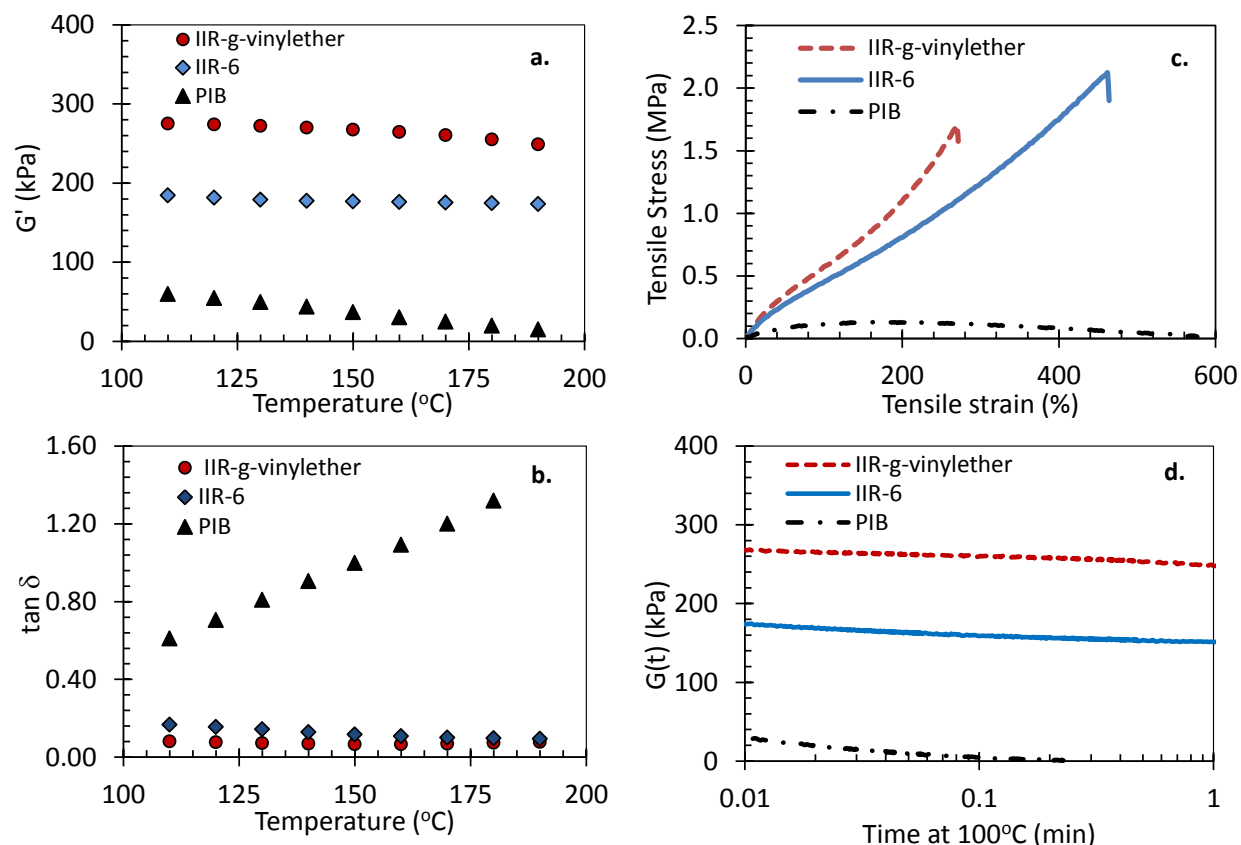 400
300
200
100
0
G' (kPa)
IIR-g-vinylether
IIR-6
PIB
a.
100 125 150 175 200
Temperature (oC)
2.5
2.0
1.5
1.0
0.5
0.0
Tensile Stress (MPa)
IIR-g-vinylether
IIR-6
PIB
c.
0 200 400 600
Tensile strain (%)
1.60
1.20
0.80
0.40
0.00
tan δ
IIR-g-vinylether
IIR-6
PIB
b.
100 125 150 175 200
Temperature (oC)
400
300
200
100
0
G(t) (kPa)
IIR-g-vinylether
IIR-6
PIB
d.
0.01 0.1 1
Time at 100oC (min)